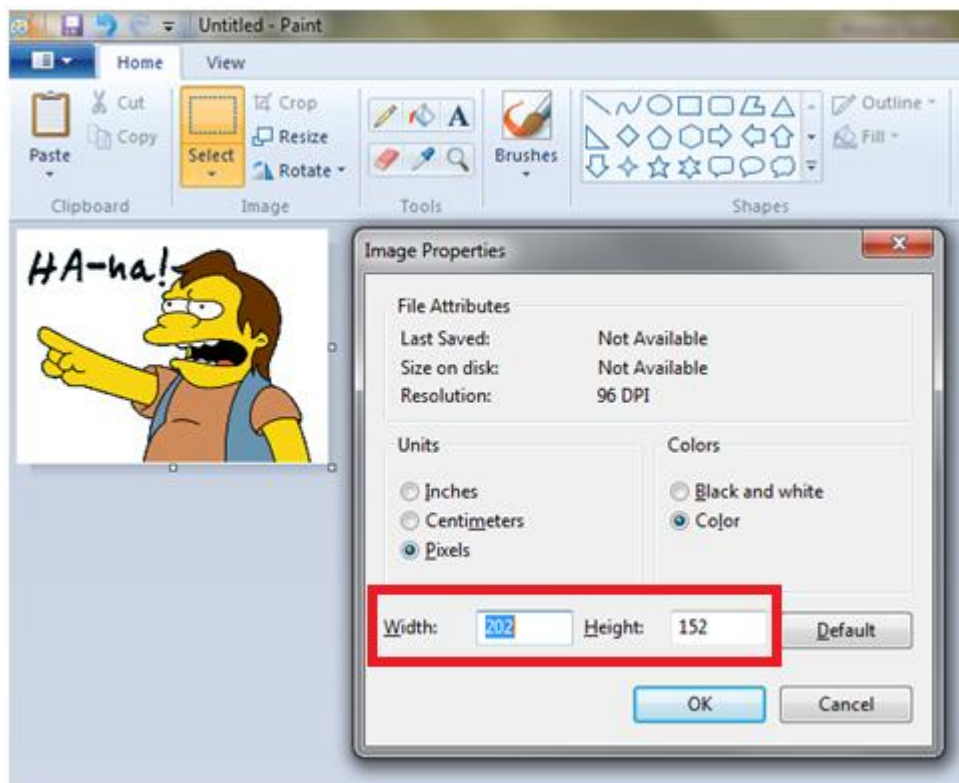 Untitled - Paint
Home View
Cut
Copy
Paste
Clipboard
Select
Crop
Resize
Rotate
Image
A
Tools
Brushes
Outline
Fill
Shapes
HA-ha!
Image Properties
File Attributes
Last Saved: Not Available
Size on disk: Not Available
Resolution: 96 DPI
Units
Inches
Centimeters
Pixels
Colors
Black and white
Color
Width: 202 Height: 152 Default
OK Cancel